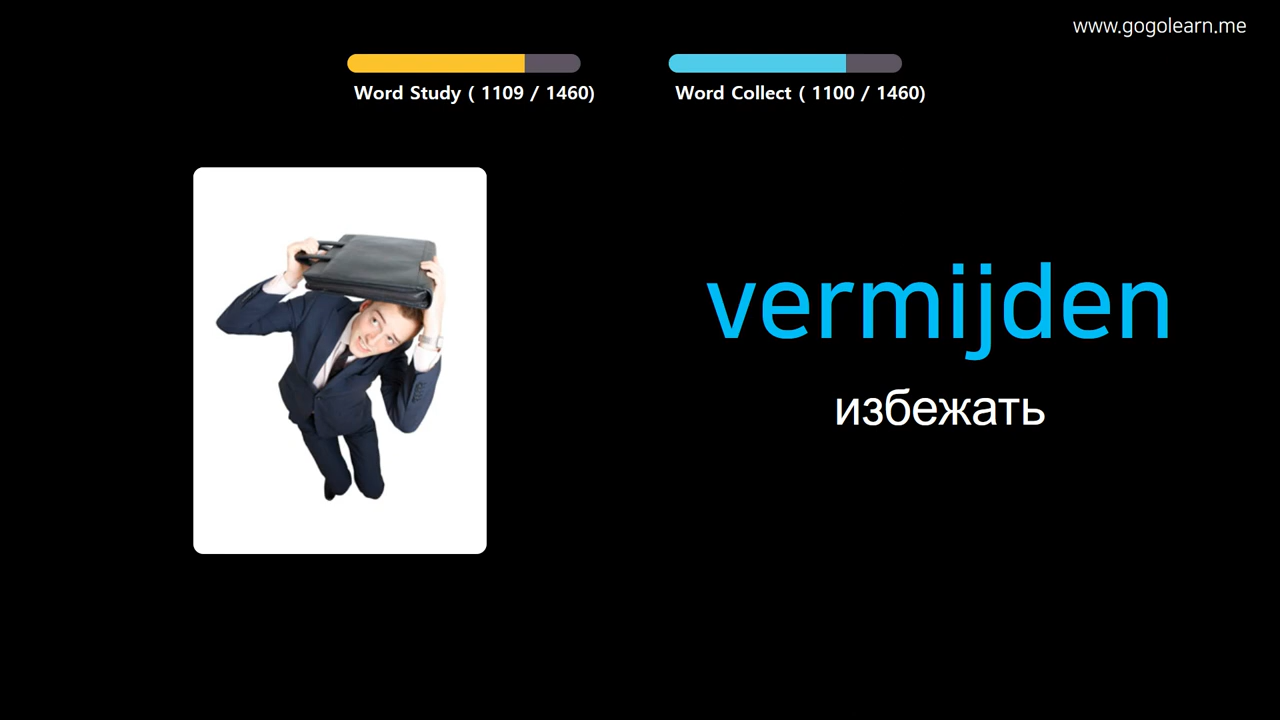 www.gogolearn.me
Word Study ( 1109 / 1460)
Word Collect ( 1100 / 1460)
vermijden
избежать